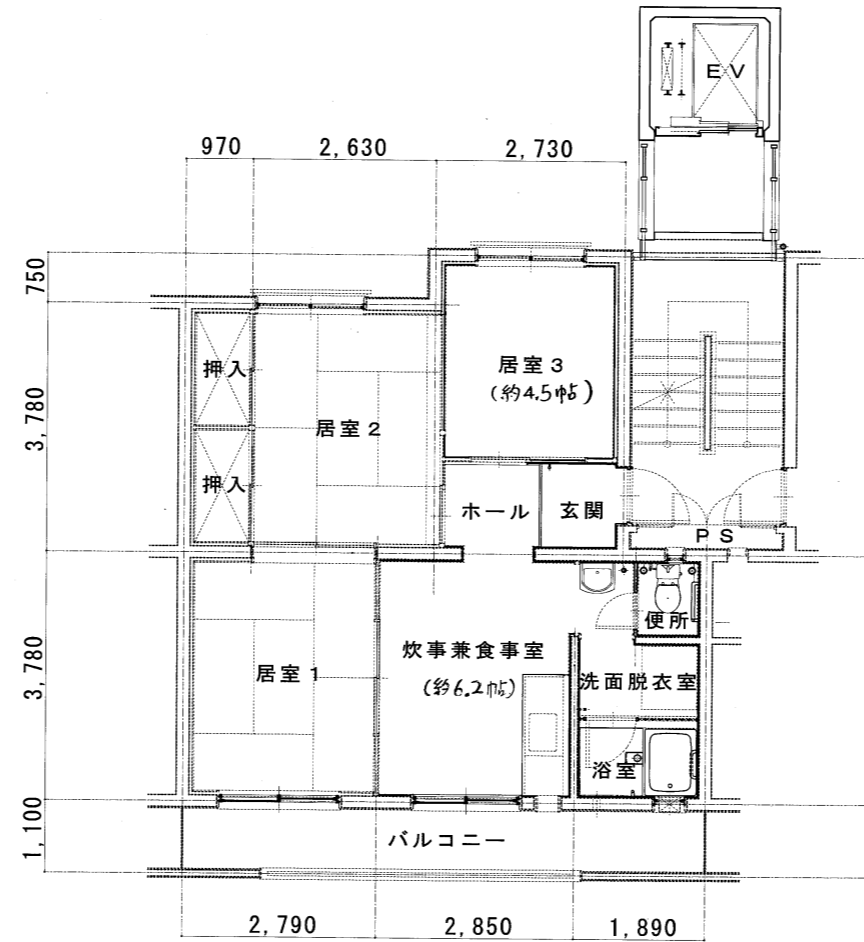 EV
970
2,630
2,730
750
3,780
3,780
1,100
押入
居室2
押入
居室3
(約4.5帖)
ホール
玄関
PS
居室1
炊事兼食事室
(約6.2帖)
便所
洗面脱衣室
浴室
バルコニー
2,790
2,850
1,890